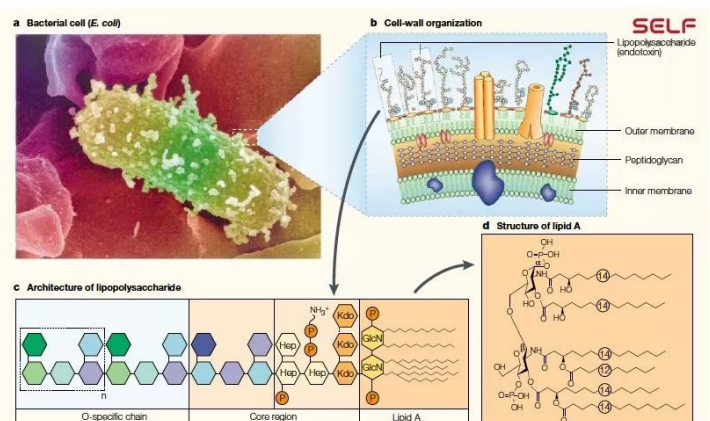 a Bacterial cell (E. coli)
b Cell-wall organization
SELF
Lipopolysaccharide
(endotoxin)
Outer membrane
Peptidoglycan
Inner membrane
d Structure of lipid A
OH
O=P–OH
O
α
NH
O
HO
14
O
O
HO
14
O
β
NH
O
14
O
12
OH
O
O=P–OH
OH
O
14
O
14
c Architecture of lipopolysaccharide
NH3+
P
P
Kdo
Kdo
Kdo
Hep
Hep
Hep
P
P
GlcN
GlcN
P
n
O-specific chain
Core region
Lipid A